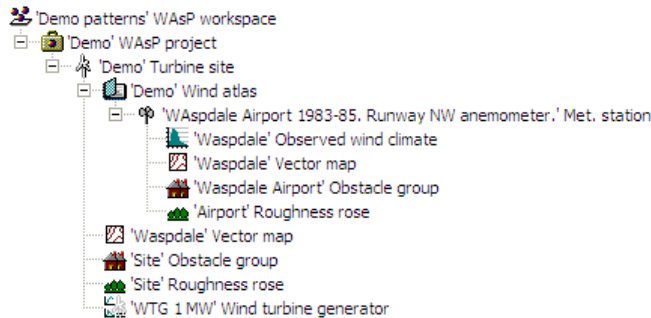 'Demo patterns' WAsP workspace
'Demo' WAsP project
'Demo' Turbine site
'Demo' Wind atlas
'WAspdale Airport 1983-85. Runway NW anemometer.' Met. station
'Waspdale' Observed wind climate
'Waspdale' Vector map
'Waspdale Airport' Obstacle group
'Airport' Roughness rose
'Waspdale' Vector map
'Site' Obstacle group
'Site' Roughness rose
'WTG 1 MW' Wind turbine generator